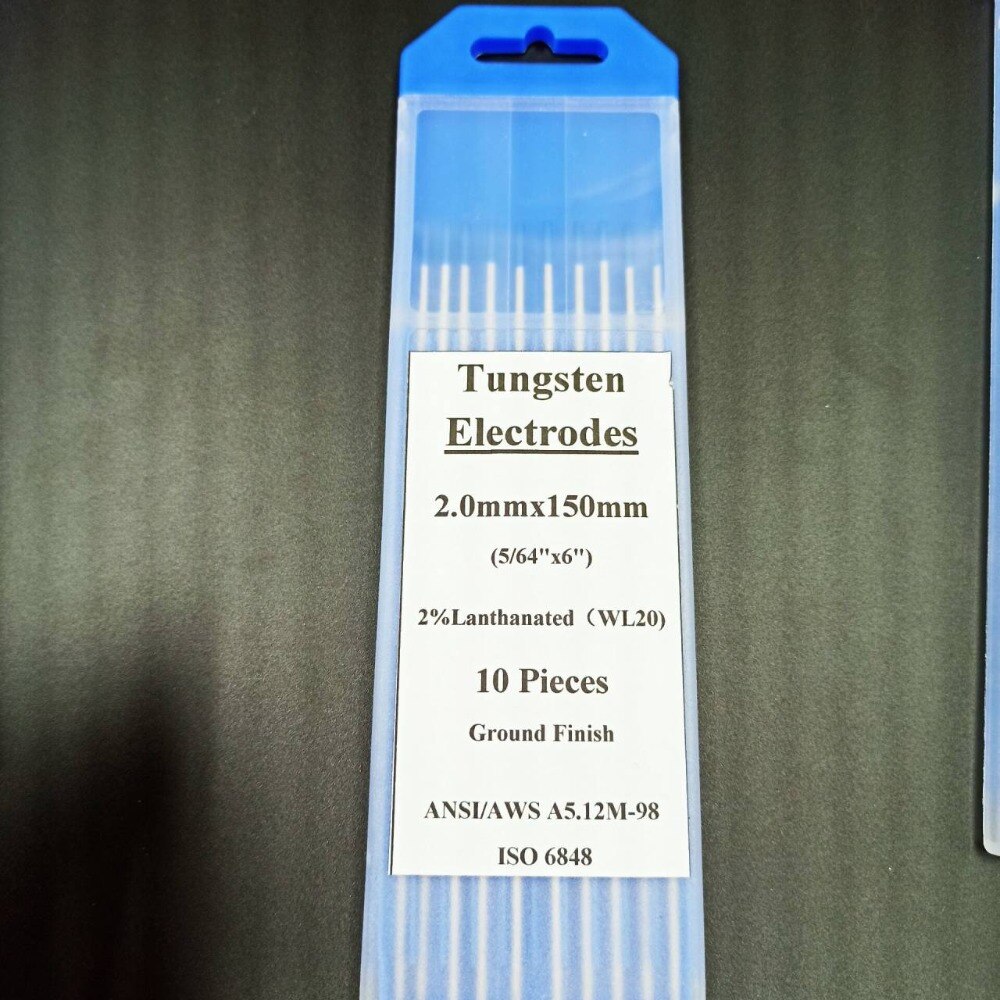 Tungsten
Electrodes
2.0mmx150mm
(5/64"x6")
2%Lanthanated（WL20)
10 Pieces
Ground Finish
ANSI/AWS A5.12M-98
ISO 6848